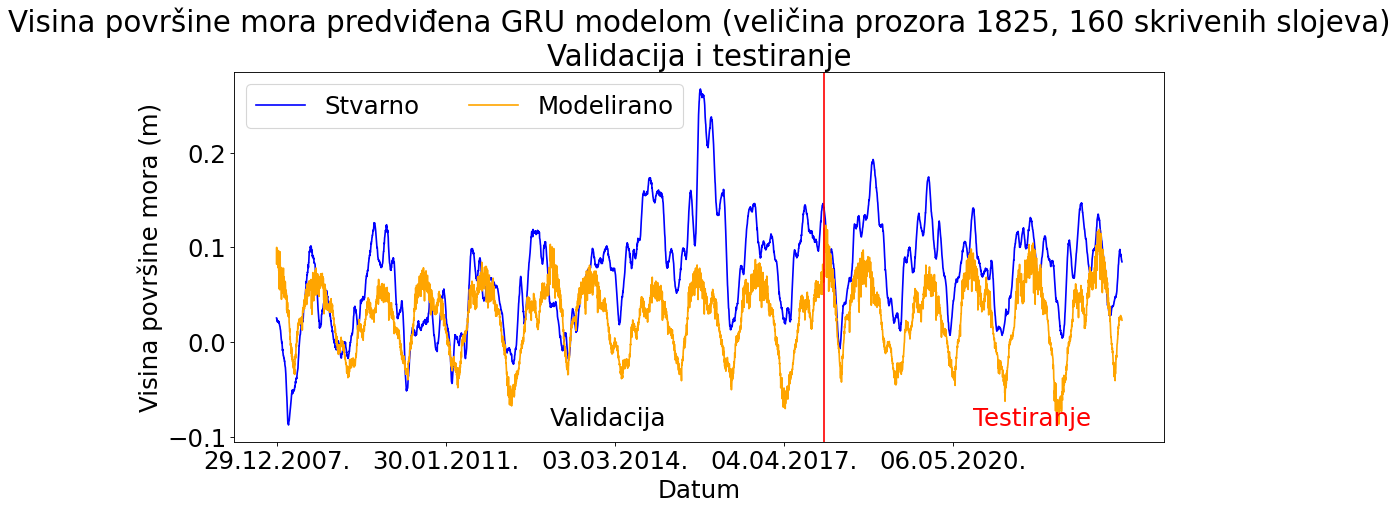 Visina površine mora predviđena GRU modelom (veličina prozora 1825, 160 skrivenih slojeva)
Validacija i testiranje
Stvarno
Modelirano
Visina površine mora (m)
0.2
0.1
0.0
−0.1
Validacija
Testiranje
29.12.2007.
30.01.2011.
03.03.2014.
04.04.2017.
06.05.2020.
Datum